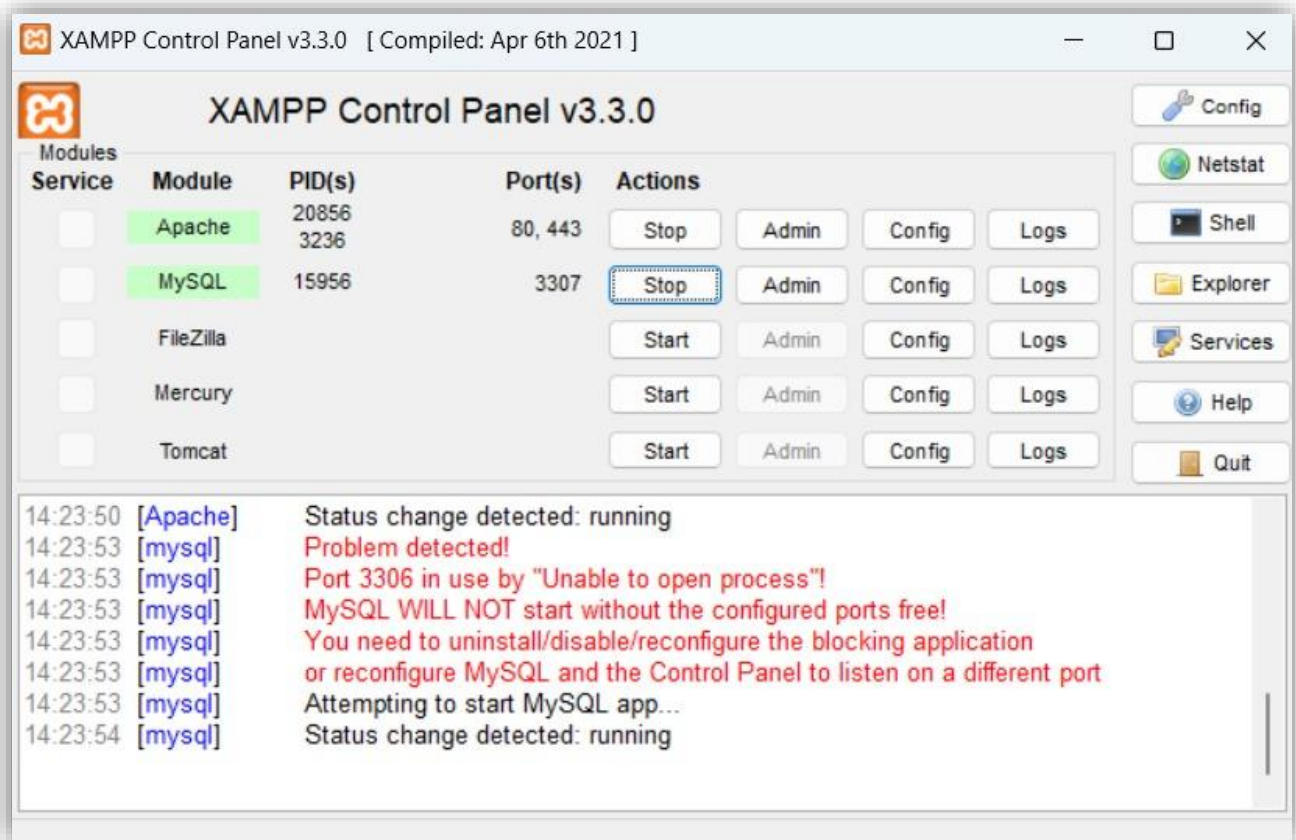 XAMPP Control Panel v3.3.0 [ Compiled: Apr 6th 2021 ]
XAMPP Control Panel v3.3.0
Config
Modules
Netstat
Service Module PID(s) Port(s) Actions
Apache 20856 3236 80, 443 Stop Admin Config Logs
Shell
MySQL 15956 3307 Stop Admin Config Logs
Explorer
FileZilla Start Admin Config Logs
Services
Mercury Start Admin Config Logs
Help
Tomcat Start Admin Config Logs
Quit
14:23:50 [Apache] Status change detected: running
14:23:53 [mysql] Problem detected!
14:23:53 [mysql] Port 3306 in use by "Unable to open process"!
14:23:53 [mysql] MySQL WILL NOT start without the configured ports free!
14:23:53 [mysql] You need to uninstall/disable/reconfigure the blocking application
14:23:53 [mysql] or reconfigure MySQL and the Control Panel to listen on a different port
14:23:53 [mysql] Attempting to start MySQL app...
14:23:54 [mysql] Status change detected: running